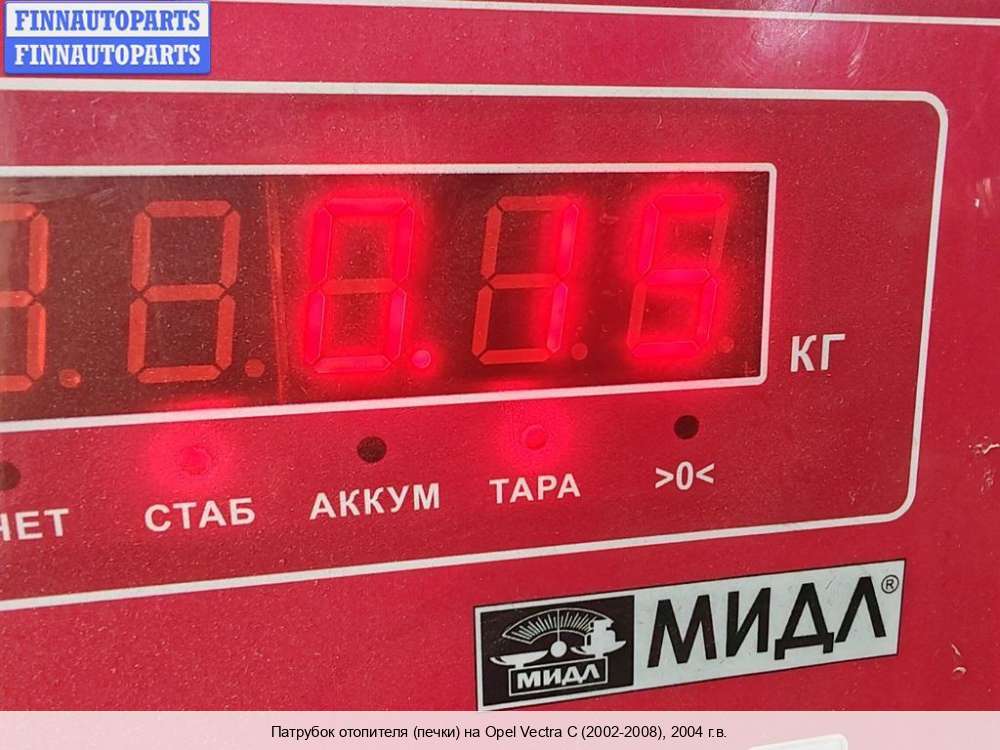 FINNAUTOPARTS
FINNAUTOPARTS
0.15
КГ
СТАБ
АККУМ
ТАРА
>0<
МИДЛ
МИДЛ®
Патрубок отопителя (печки) на Opel Vectra C (2002-2008), 2004 г.в.